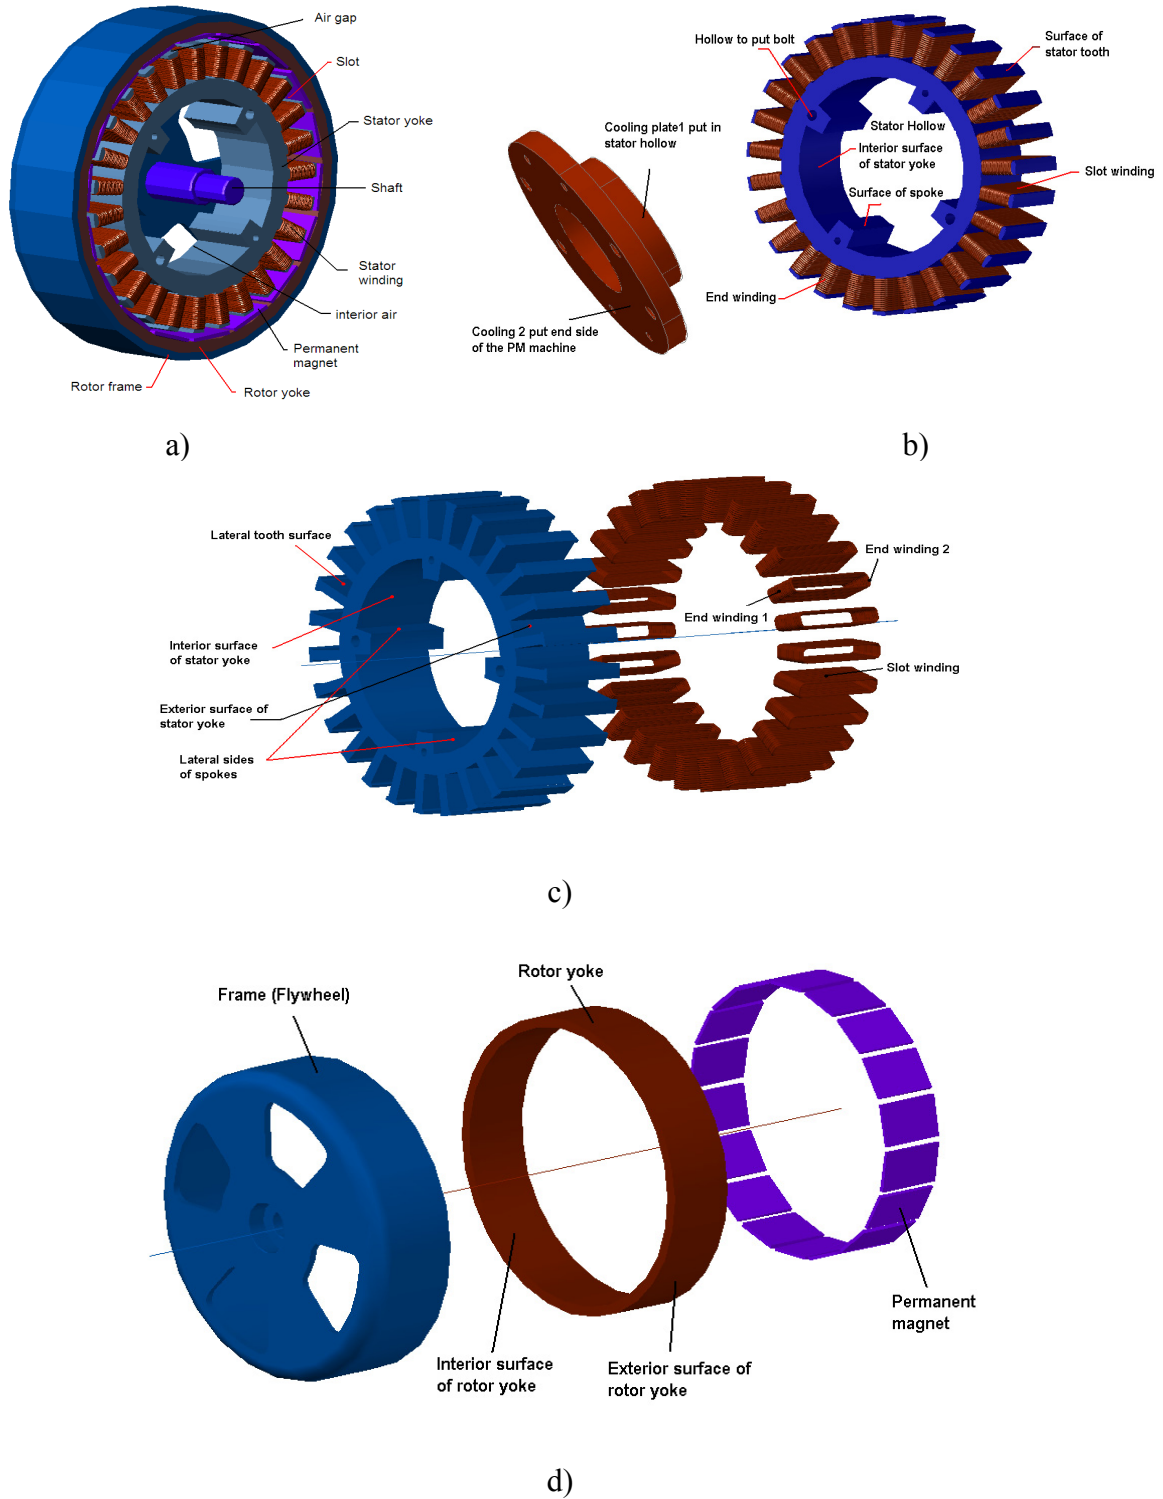 Air gap
Slot
Stator yoke
Shaft
Stator
winding
interior air
Permanent
magnet
Rotor frame
Rotor yoke
a)
Hollow to put bolt
Surface of
stator tooth
Cooling plate1 put in
stator hollow
Stator Hollow
Interior surface
of stator yoke
Slot winding
Surface of spoke
End winding
Cooling 2 put end side
of the PM machine
b)
Lateral tooth surface
End winding 2
End winding 1
Interior surface
of stator yoke
Slot winding
Exterior surface of
stator yoke
Lateral sides
of spokes
c)
Rotor yoke
Frame (Flywheel)
Permanent
magnet
Interior surface
of rotor yoke
Exterior surface of
rotor yoke
d)